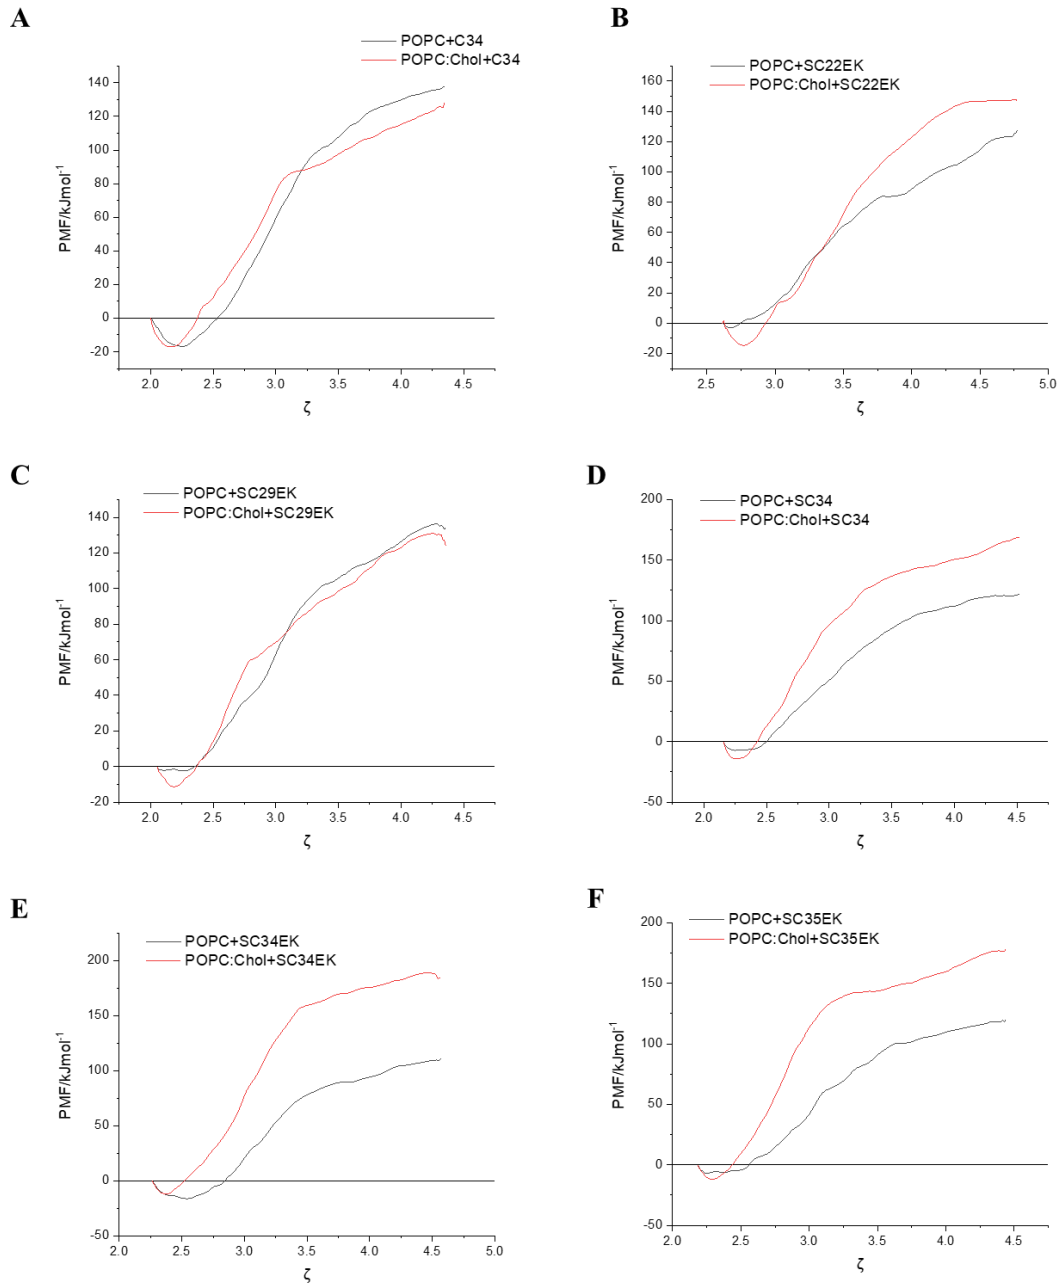 A
POPC+C34
POPC:Chol+C34
PMF/kJmol-1
140
120
100
80
60
40
20
0
-20
2.0 2.5 3.0 3.5 4.0 4.5
ζ
B
POPC+SC22EK
POPC:Chol+SC22EK
PMF/kJmol-1
160
140
120
100
80
60
40
20
0
-20
2.5 3.0 3.5 4.0 4.5 5.0
ζ
C
POPC+SC29EK
POPC:Chol+SC29EK
PMF/kJmol-1
140
120
100
80
60
40
20
0
-20
2.0 2.5 3.0 3.5 4.0 4.5
ζ
D
POPC+SC34
POPC:Chol+SC34
PMF/kJmol-1
200
150
100
50
0
-50
2.0 2.5 3.0 3.5 4.0 4.5
ζ
E
POPC+SC34EK
POPC:Chol+SC34EK
PMF/kJmol-1
200
150
100
50
0
-50
2.0 2.5 3.0 3.5 4.0 4.5 5.0
ζ
F
POPC+SC35EK
POPC:Chol+SC35EK
PMF/kJmol-1
200
150
100
50
0
-50
2.0 2.5 3.0 3.5 4.0 4.5
ζ